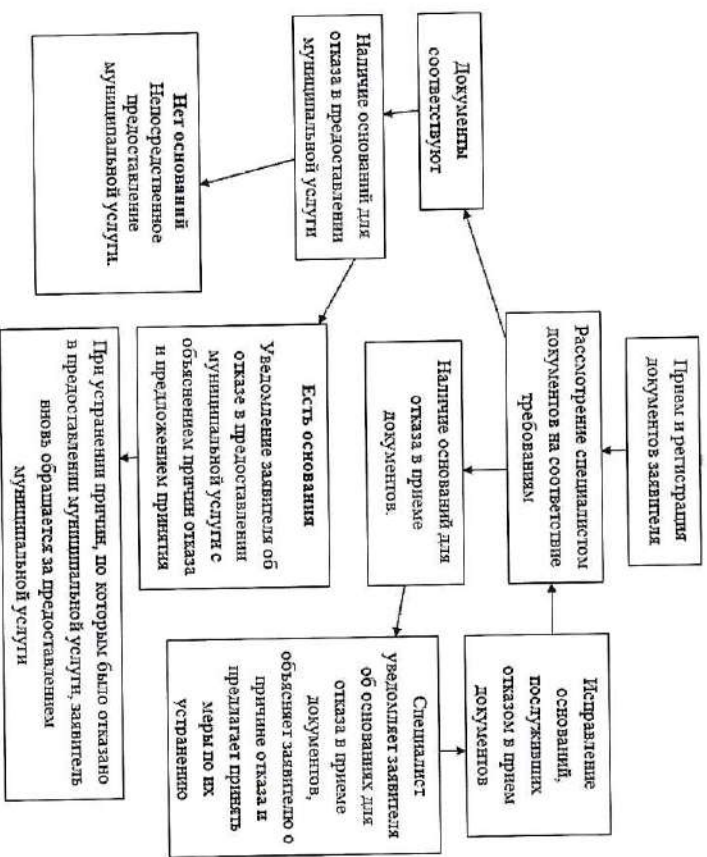 Прием и регистрация
документов заявителя
Рассмотрение специалистом
документов на соответствие
требованиям
Исправление
оснований,
послуживших
отказом в прием
документов
Документы
соответствуют
Наличие оснований для
отказа в приеме
документов.
Специалист
уведомляет заявителя
об основаниях для
отказа в приеме
документов,
объясняет заявителю о
причине отказа и
предлагает принять
меры по их
устранению
Наличие оснований для
отказа в предоставлении
муниципальной услуги
Нет оснований
Непосредственное
предоставление
муниципальной услуги.
Есть основания
Уведомление заявителя об
отказе в предоставлении
муниципальной услуги с
объяснением причин отказа
и предложением принятия
При устранении причин, по которым было отказано
в предоставлении муниципальной услуги, заявитель
вновь обращается за предоставлением
муниципальной услуги